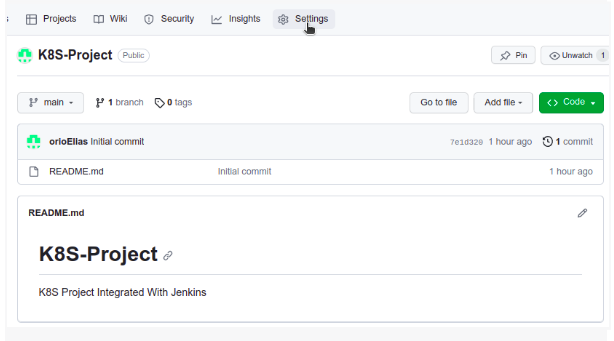 Projects Wiki Security Insights Settings
K8S-Project Public Pin Unwatch 1
main 1 branch 0 tags Go to file Add file Code
orioElias Initial commit 7e1d320 1 hour ago 1 commit
README.md Initial commit 1 hour ago
README.md
K8S-Project
K8S Project Integrated With Jenkins